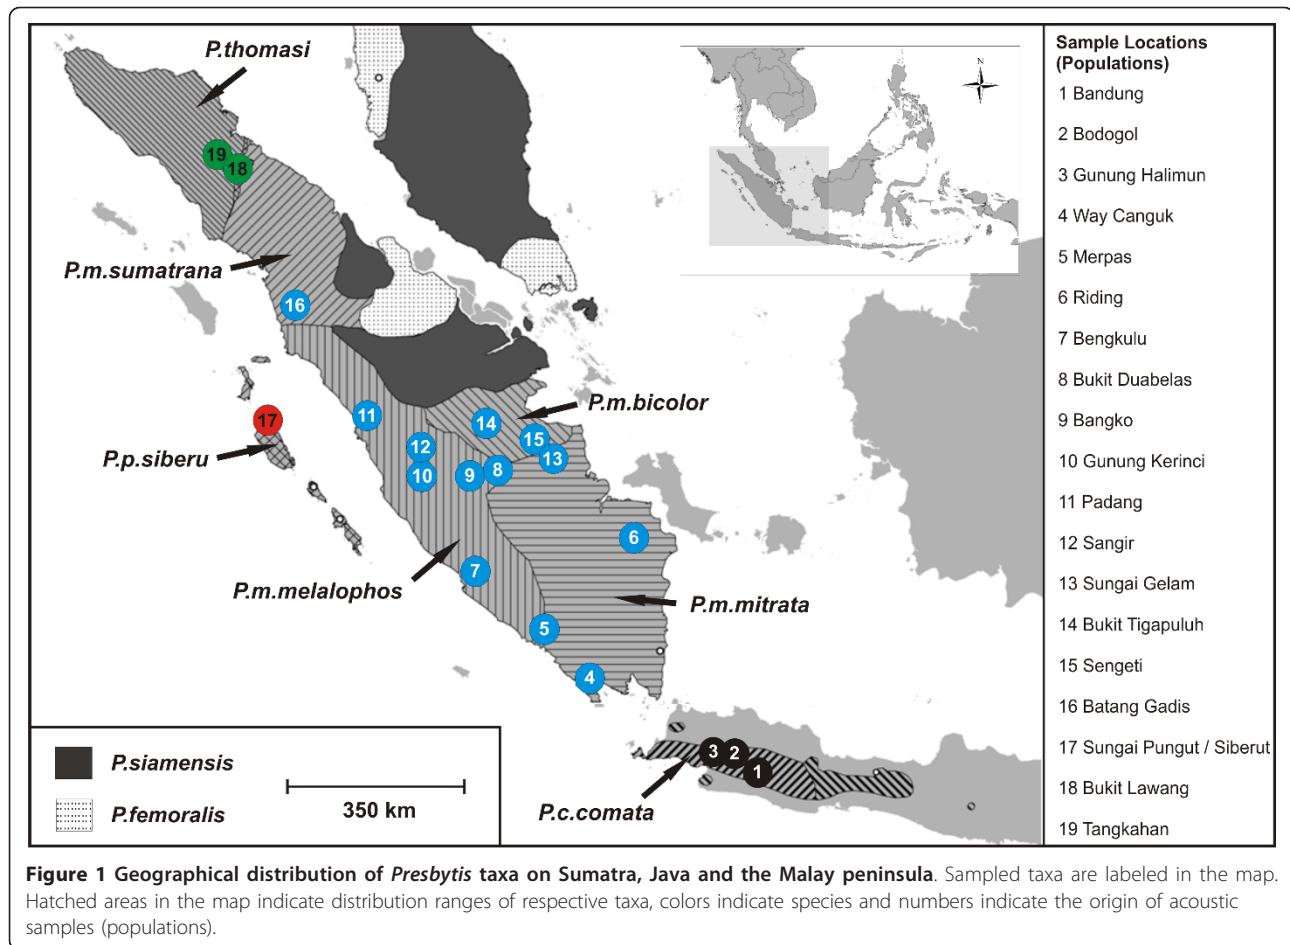 P.thomasi
P.m.sumatrana
P.p.siberu
P.m.bicolor
P.m.melalophos
P.m.mitrata
P.c.comata
N
19
18
16
17
11
14
15
12
13
10
9
8
6
7
5
4
3
2
1
P.siamensis
P.femoralis
350 km
Sample Locations
(Populations)
1 Bandung
2 Bodogol
3 Gunung Halimun
4 Way Canguk
5 Merpas
6 Riding
7 Bengkulu
8 Bukit Duabelas
9 Bangko
10 Gunung Kerinci
11 Padang
12 Sangir
13 Sungai Gelam
14 Bukit Tigapuluh
15 Sengeti
16 Batang Gadis
17 Sungai Pungut / Siberut
18 Bukit Lawang
19 Tangkahan
Figure 1 Geographical distribution of Presbytis taxa on Sumatra, Java and the Malay peninsula. Sampled taxa are labeled in the map.
Hatched areas in the map indicate distribution ranges of respective taxa, colors indicate species and numbers indicate the origin of acoustic
samples (populations).